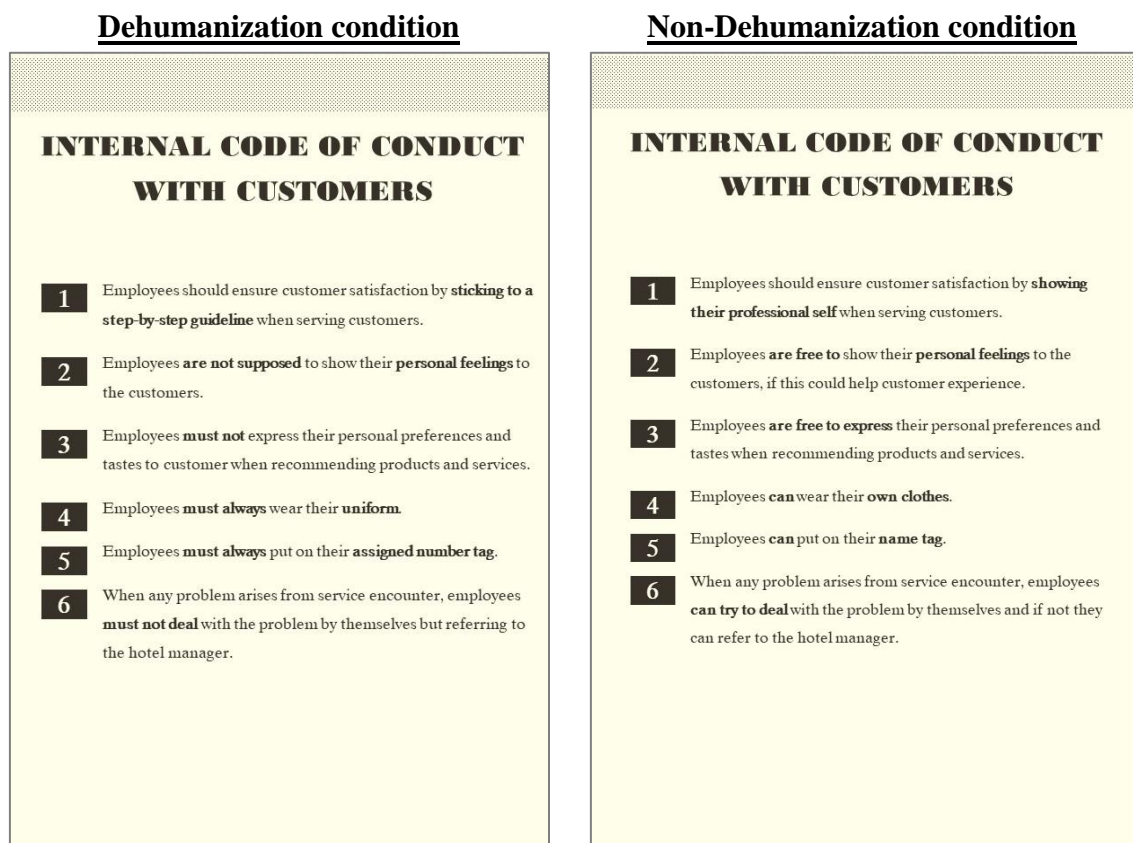 Dehumanization condition
INTERNAL CODE OF CONDUCT
WITH CUSTOMERS
1 Employees should ensure customer satisfaction by sticking to a
step-by-step guideline when serving customers.
2 Employees are not supposed to show their personal feelings to
the customers.
3 Employees must not express their personal preferences and
tastes to customer when recommending products and services.
4 Employees must always wear their uniform.
5 Employees must always put on their assigned number tag.
6 When any problem arises from service encounter, employees
must not deal with the problem by themselves but referring to
the hotel manager.
Non-Dehumanization condition
INTERNAL CODE OF CONDUCT
WITH CUSTOMERS
1 Employees should ensure customer satisfaction by showing
their professional self when serving customers.
2 Employees are free to show their personal feelings to the
customers, if this could help customer experience.
3 Employees are free to express their personal preferences and
tastes when recommending products and services.
4 Employees can wear their own clothes.
5 Employees can put on their name tag.
6 When any problem arises from service encounter, employees
can try to deal with the problem by themselves and if not they
can refer to the hotel manager.